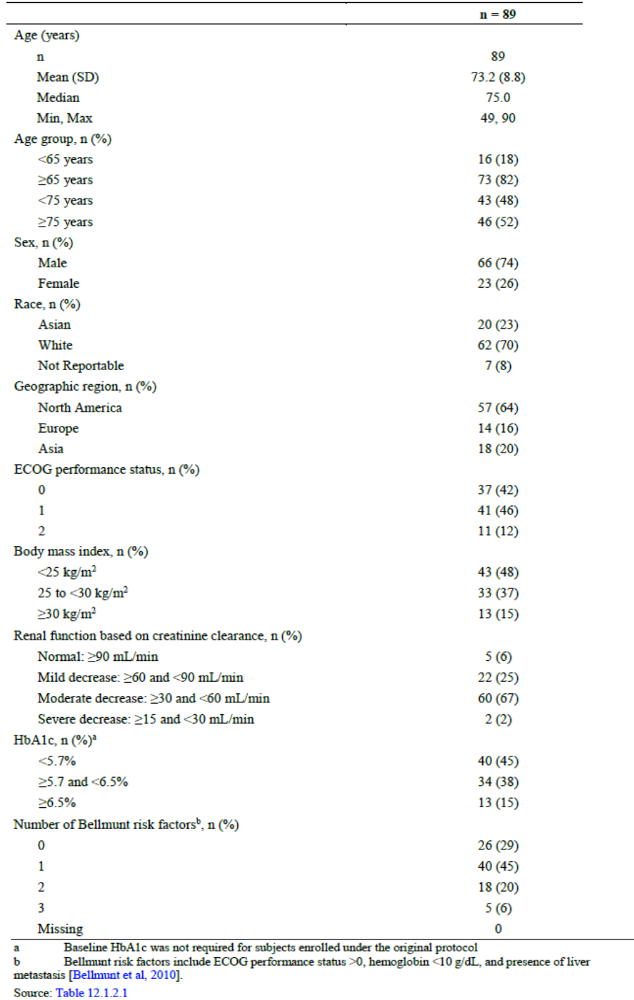 n = 89
Age (years)
n 89
Mean (SD) 73.2 (8.8)
Median 75.0
Min, Max 49, 90
Age group, n (%)
<65 years 16 (18)
≥65 years 73 (82)
<75 years 43 (48)
≥75 years 46 (52)
Sex, n (%)
Male 66 (74)
Female 23 (26)
Race, n (%)
Asian 20 (23)
White 62 (70)
Not Reportable 7 (8)
Geographic region, n (%)
North America 57 (64)
Europe 14 (16)
Asia 18 (20)
ECOG performance status, n (%)
0 37 (42)
1 41 (46)
2 11 (12)
Body mass index, n (%)
<25 kg/m² 43 (48)
25 to <30 kg/m² 33 (37)
≥30 kg/m² 13 (15)
Renal function based on creatinine clearance, n (%)
Normal: ≥90 mL/min 5 (6)
Mild decrease: ≥60 and <90 mL/min 22 (25)
Moderate decrease: ≥30 and <60 mL/min 60 (67)
Severe decrease: ≥15 and <30 mL/min 2 (2)
HbA1c, n (%)ᵃ
<5.7% 40 (45)
≥5.7 and <6.5% 34 (38)
≥6.5% 13 (15)
Number of Bellmunt risk factorsᵇ, n (%)
0 26 (29)
1 40 (45)
2 18 (20)
3 5 (6)
Missing 0
a Baseline HbA1c was not required for subjects enrolled under the original protocol
b Bellmunt risk factors include ECOG performance status >0, hemoglobin <10 g/dL, and presence of liver
metastasis [Bellmunt et al, 2010].
Source: Table 12.1.2.1